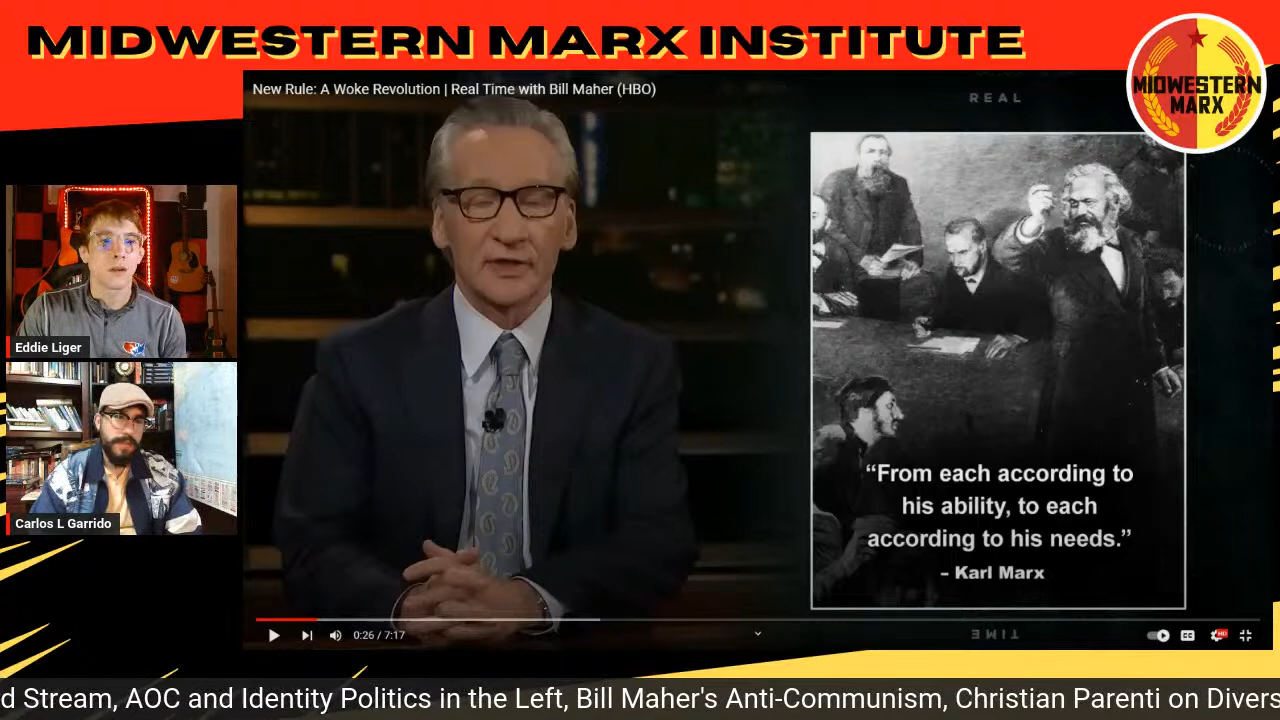 MIDWESTERN MARX INSTITUTE
MIDWESTERN
MARX
New Rule: A Woke Revolution | Real Time with Bill Maher (HBO)
REAL
“From each according to
his ability, to each
according to his needs.”
– Karl Marx
Eddie Liger
Carlos L Garrido
0:26 / 7:17
CC
HD
TIME
d Stream, AOC and Identity Politics in the Left, Bill Maher's Anti-Communism, Christian Parenti on Divers